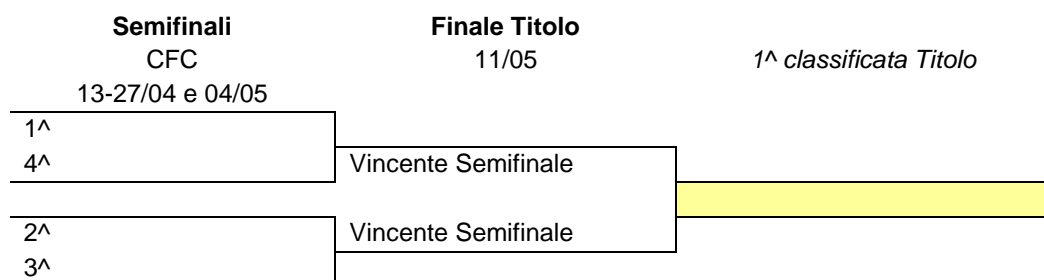 Semifinali Finale Titolo
CFC 11/05 1^ classificata Titolo
13-27/04 e 04/05
1^
4^ Vincente Semifinale
2^ Vincente Semifinale
3^